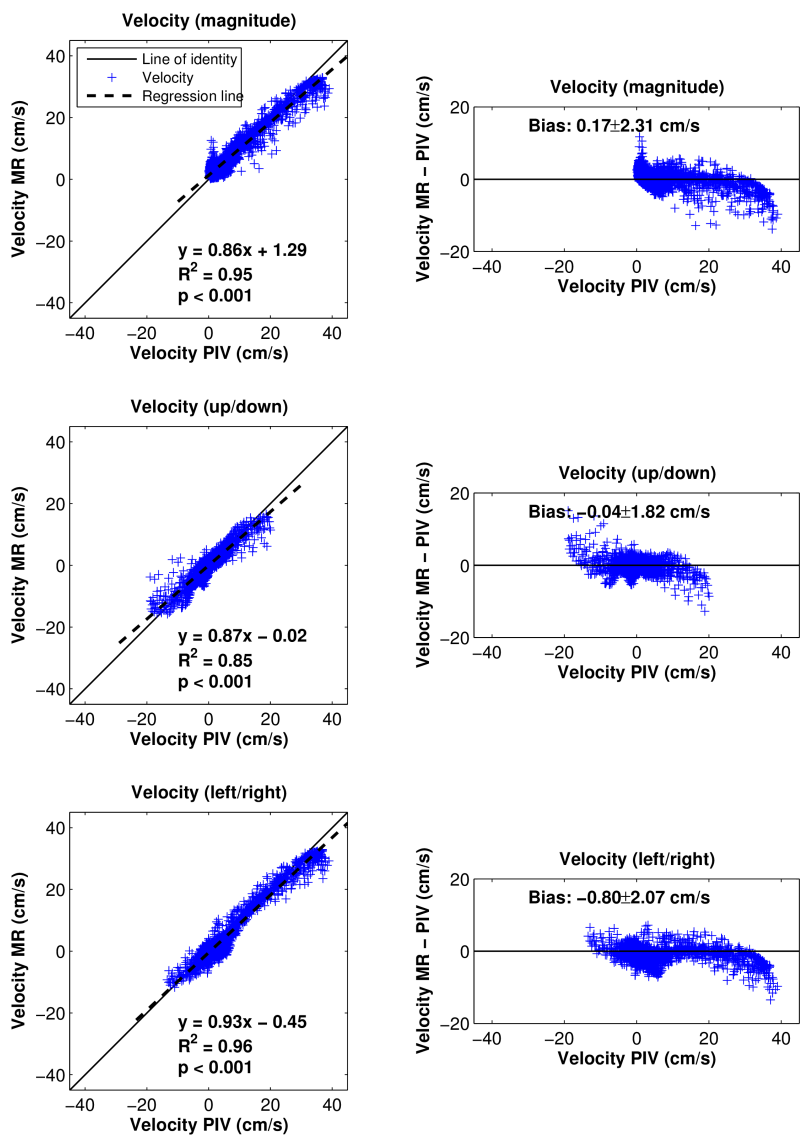 Velocity (magnitude)
Velocity MR (cm/s)
40
20
0
−20
−40
Line of identity
Velocity
Regression line
y = 0.86x + 1.29
R2 = 0.95
p < 0.001
−40 −20 0 20 40
Velocity PIV (cm/s)
Velocity (magnitude)
Velocity MR − PIV (cm/s)
20
0
−20
Bias: 0.17±2.31 cm/s
−40 −20 0 20 40
Velocity PIV (cm/s)
Velocity (up/down)
Velocity MR (cm/s)
40
20
0
−20
−40
y = 0.87x − 0.02
R2 = 0.85
p < 0.001
−40 −20 0 20 40
Velocity PIV (cm/s)
Velocity (up/down)
Velocity MR − PIV (cm/s)
20
0
−20
Bias: −0.04±1.82 cm/s
−40 −20 0 20 40
Velocity PIV (cm/s)
Velocity (left/right)
Velocity MR (cm/s)
40
20
0
−20
−40
y = 0.93x − 0.45
R2 = 0.96
p < 0.001
−40 −20 0 20 40
Velocity PIV (cm/s)
Velocity (left/right)
Velocity MR − PIV (cm/s)
20
0
−20
Bias: −0.80±2.07 cm/s
−40 −20 0 20 40
Velocity PIV (cm/s)